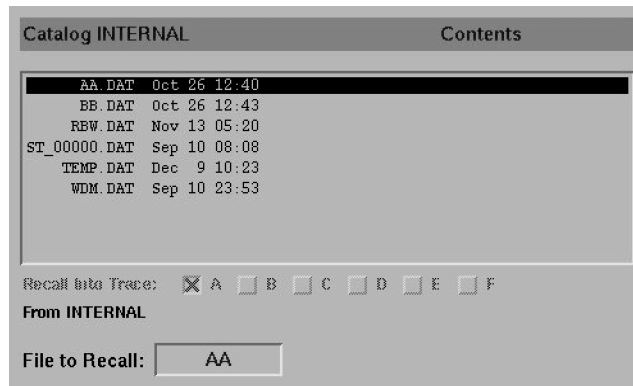 Catalog INTERNAL Contents
AA.DAT Oct 26 12:40
BB.DAT Oct 26 12:43
RBW.DAT Nov 13 05:20
ST_00000.DAT Sep 10 08:08
TEMP.DAT Dec 9 10:23
WDM.DAT Sep 10 23:53
Recall Into Trace: A B C D E F
From INTERNAL
File to Recall: AA